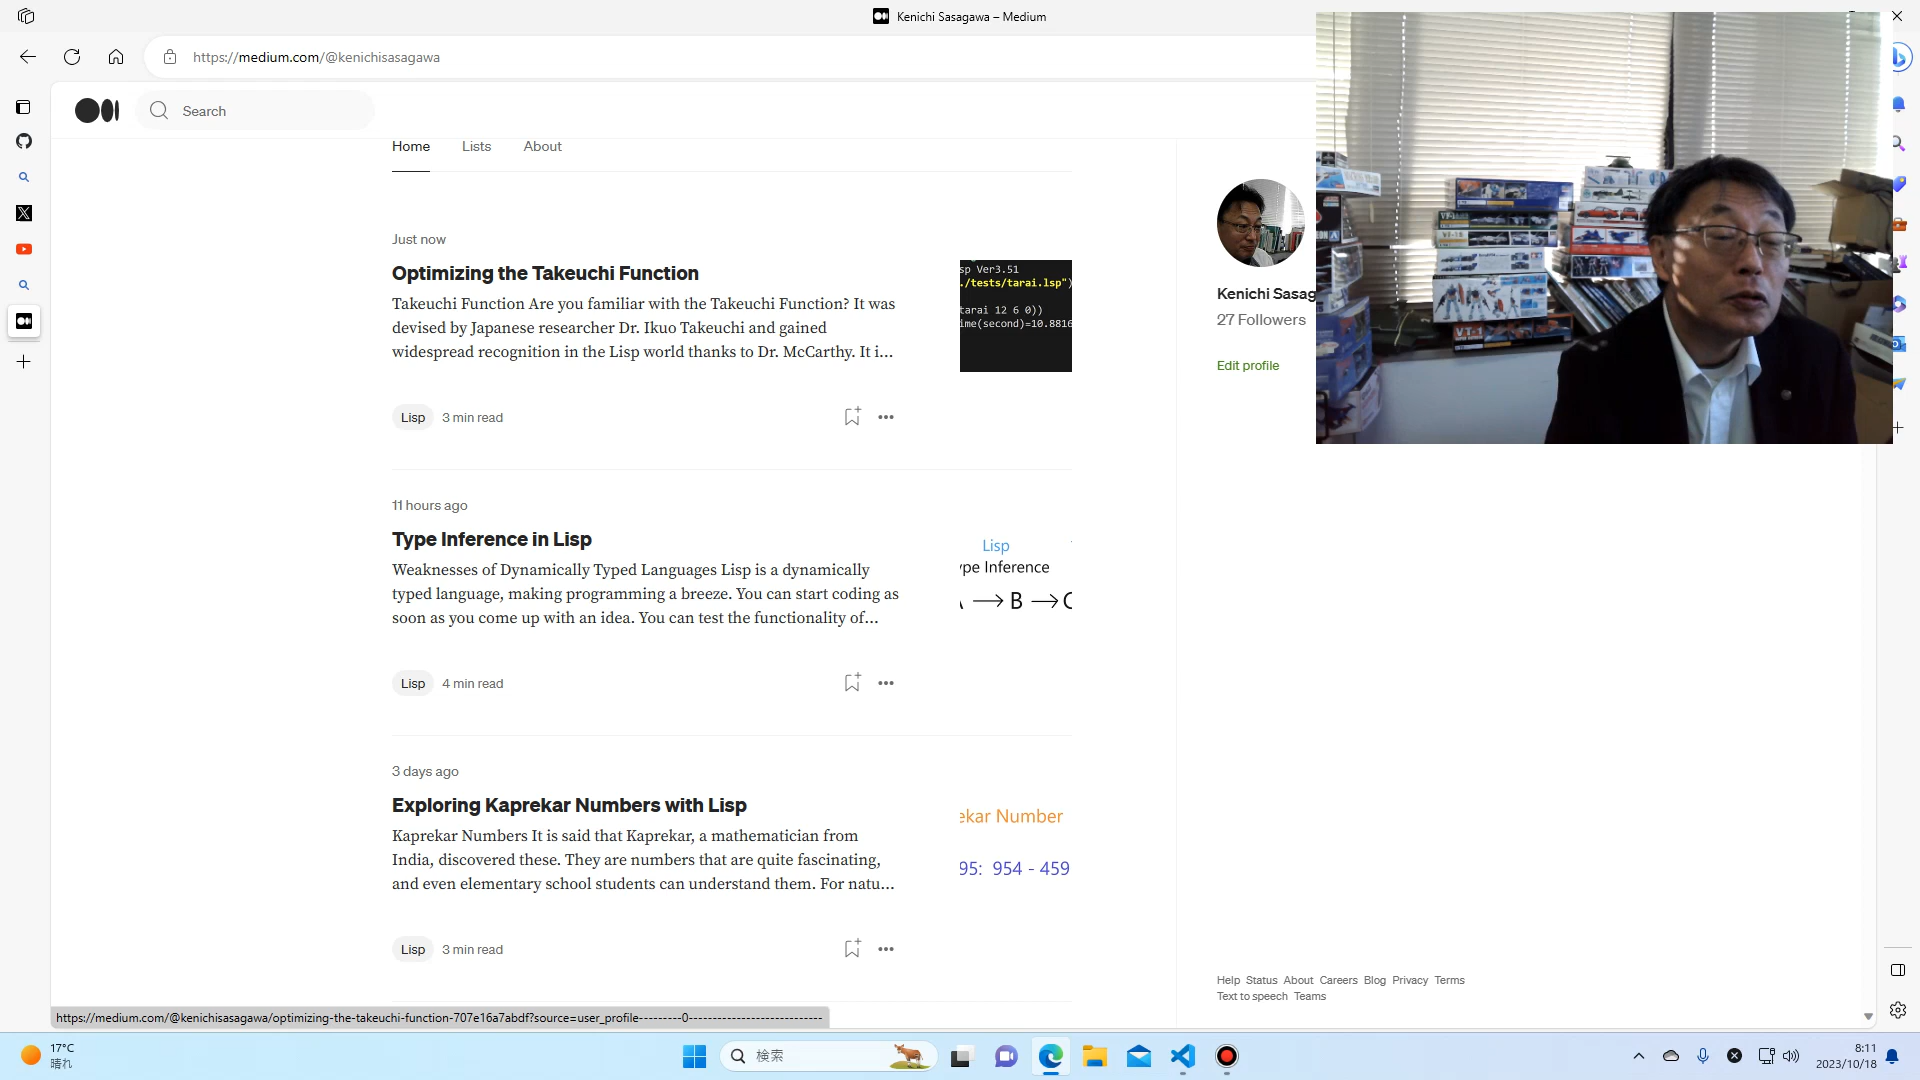 Kenichi Sasagawa – Medium
https://medium.com/@kenichisasagawa
Search
Home Lists About
Just now
Optimizing the Takeuchi Function
Takeuchi Function Are you familiar with the Takeuchi Function? It was
devised by Japanese researcher Dr. Ikuo Takeuchi and gained
widespread recognition in the Lisp world thanks to Dr. McCarthy. It i...
sp Ver3.51
./tests/tarai.lsp")
tarai 12 6 0))
ime(second)=10.8816
Lisp 3 min read
11 hours ago
Type Inference in Lisp
Weaknesses of Dynamically Typed Languages Lisp is a dynamically
typed language, making programming a breeze. You can start coding as
soon as you come up with an idea. You can test the functionality of...
Lisp
ype Inference
B
Lisp 4 min read
3 days ago
Exploring Kaprekar Numbers with Lisp
Kaprekar Numbers It is said that Kaprekar, a mathematician from
India, discovered these. They are numbers that are quite fascinating,
and even elementary school students can understand them. For natu...
ekar Number
95: 954 - 459
Lisp 3 min read
Kenichi Sasag
27 Followers
Edit profile
VF-1
VT-1
Help Status About Careers Blog Privacy Terms
Text to speech Teams
https://medium.com/@kenichisasagawa/optimizing-the-takeuchi-function-707e16a7abdf?source=user_profile---------0----------------------------
17°C
晴れ
検索
8:11
2023/10/18